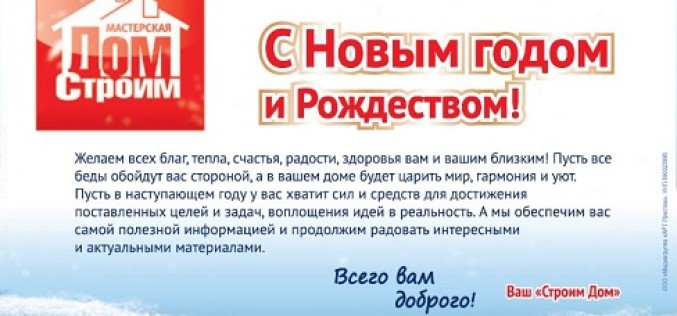 МАСТЕРСКАЯ
Дом
Строим
С Новым годом
и Рождеством!
Желаем всех благ, тепла, счастья, радости, здоровья вам и вашим близким! Пусть все
беды обойдут вас стороной, а в вашем доме будет царить мир, гармония и уют.
Пусть в наступающем году у вас хватит сил и средств для достижения
поставленных целей и задач, воплощения идей в реальность. А мы обеспечим вас
самой полезной информацией и продолжим радовать интересными
и актуальными материалами.
Всего вам
доброго!
Ваш «Строим Дом»